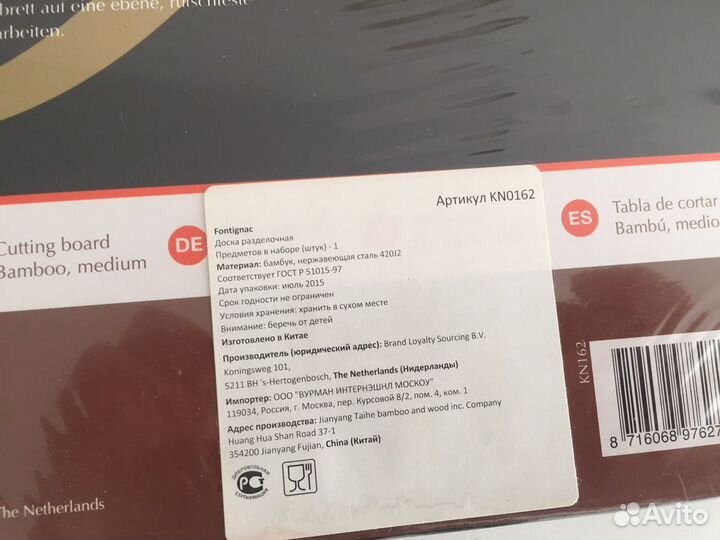 brett auf eine ebene, rutschfeste
arbeiten.
Cutting board
Bamboo, medium
DE
Артикул KN0162
Fontignac
Доска разделочная
Предметов в наборе (штук) - 1
Материал: бамбук, нержавеющая сталь 420J2
Соответствует ГОСТ Р 51015-97
Дата упаковки: июль 2015
Срок годности не ограничен
Условия хранения: хранить в сухом месте
Внимание: беречь от детей
Изготовлено в Китае
Производитель (юридический адрес): Brand Loyalty Sourcing B.V.
Koningsweg 101,
5211 BH 's-Hertogenbosch, The Netherlands (Нидерланды)
Импортер: ООО "ВУРМАН ИНТЕРНЭШНЛ МОСКОУ"
119034, Россия, г. Москва, пер. Курсовой 8/2, пом. 4, ком. 1
Адрес производства: Jianyang Taihe bamboo and wood inc. Company
Huang Hua Shan Road 37-1
354200 Jianyang Fujian, China (Китай)
ДОБРОВОЛЬНАЯ
РСТ
СЕРТИФИКАЦИЯ
ES
Tabla de cortar
Bambú, medio
KN162
8 716068 97627
The Netherlands
Avito